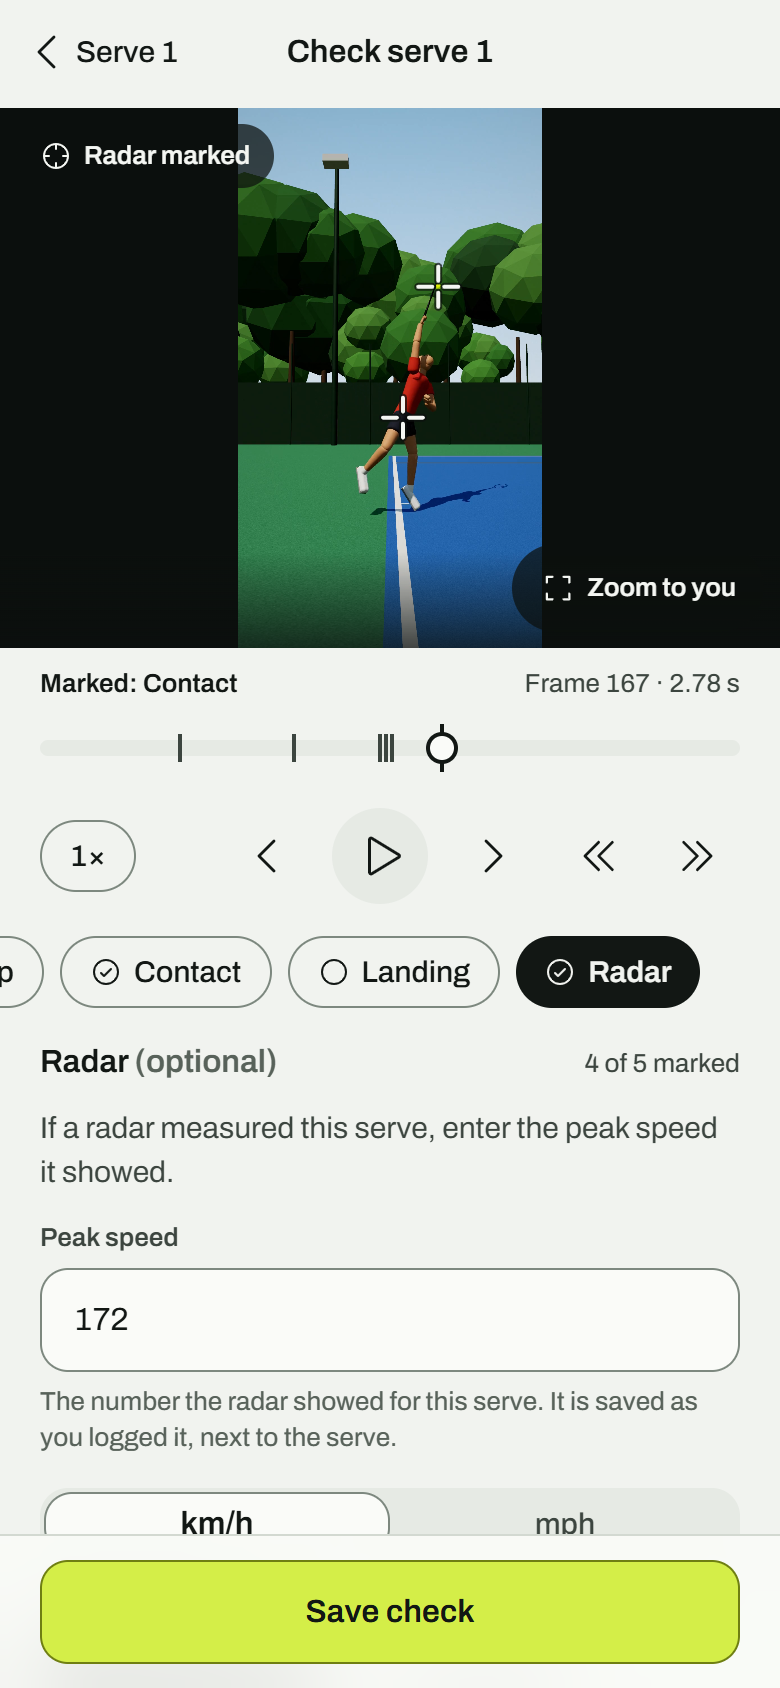 Serve 1
Check serve 1
Radar marked
Zoom to you
Marked: Contact
Frame 167 · 2.78 s
1×
p
Contact
Landing
Radar
Radar (optional)
4 of 5 marked
If a radar measured this serve, enter the peak speed
it showed.
Peak speed
172
The number the radar showed for this serve. It is saved as
you logged it, next to the serve.
km/h
mph
Save check